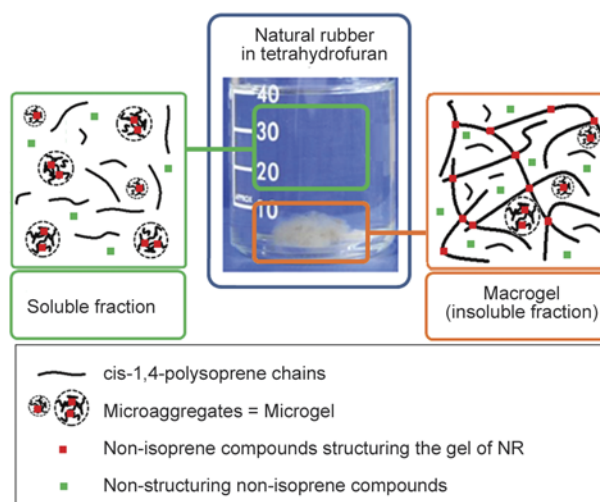 Natural rubber
in tetrahydrofuran
40
30
20
10
Soluble fraction
Macrogel
(insoluble fraction)
cis-1,4-polysoprene chains
Microaggregates = Microgel
Non-isoprene compounds structuring the gel of NR
Non-structuring non-isoprene compounds